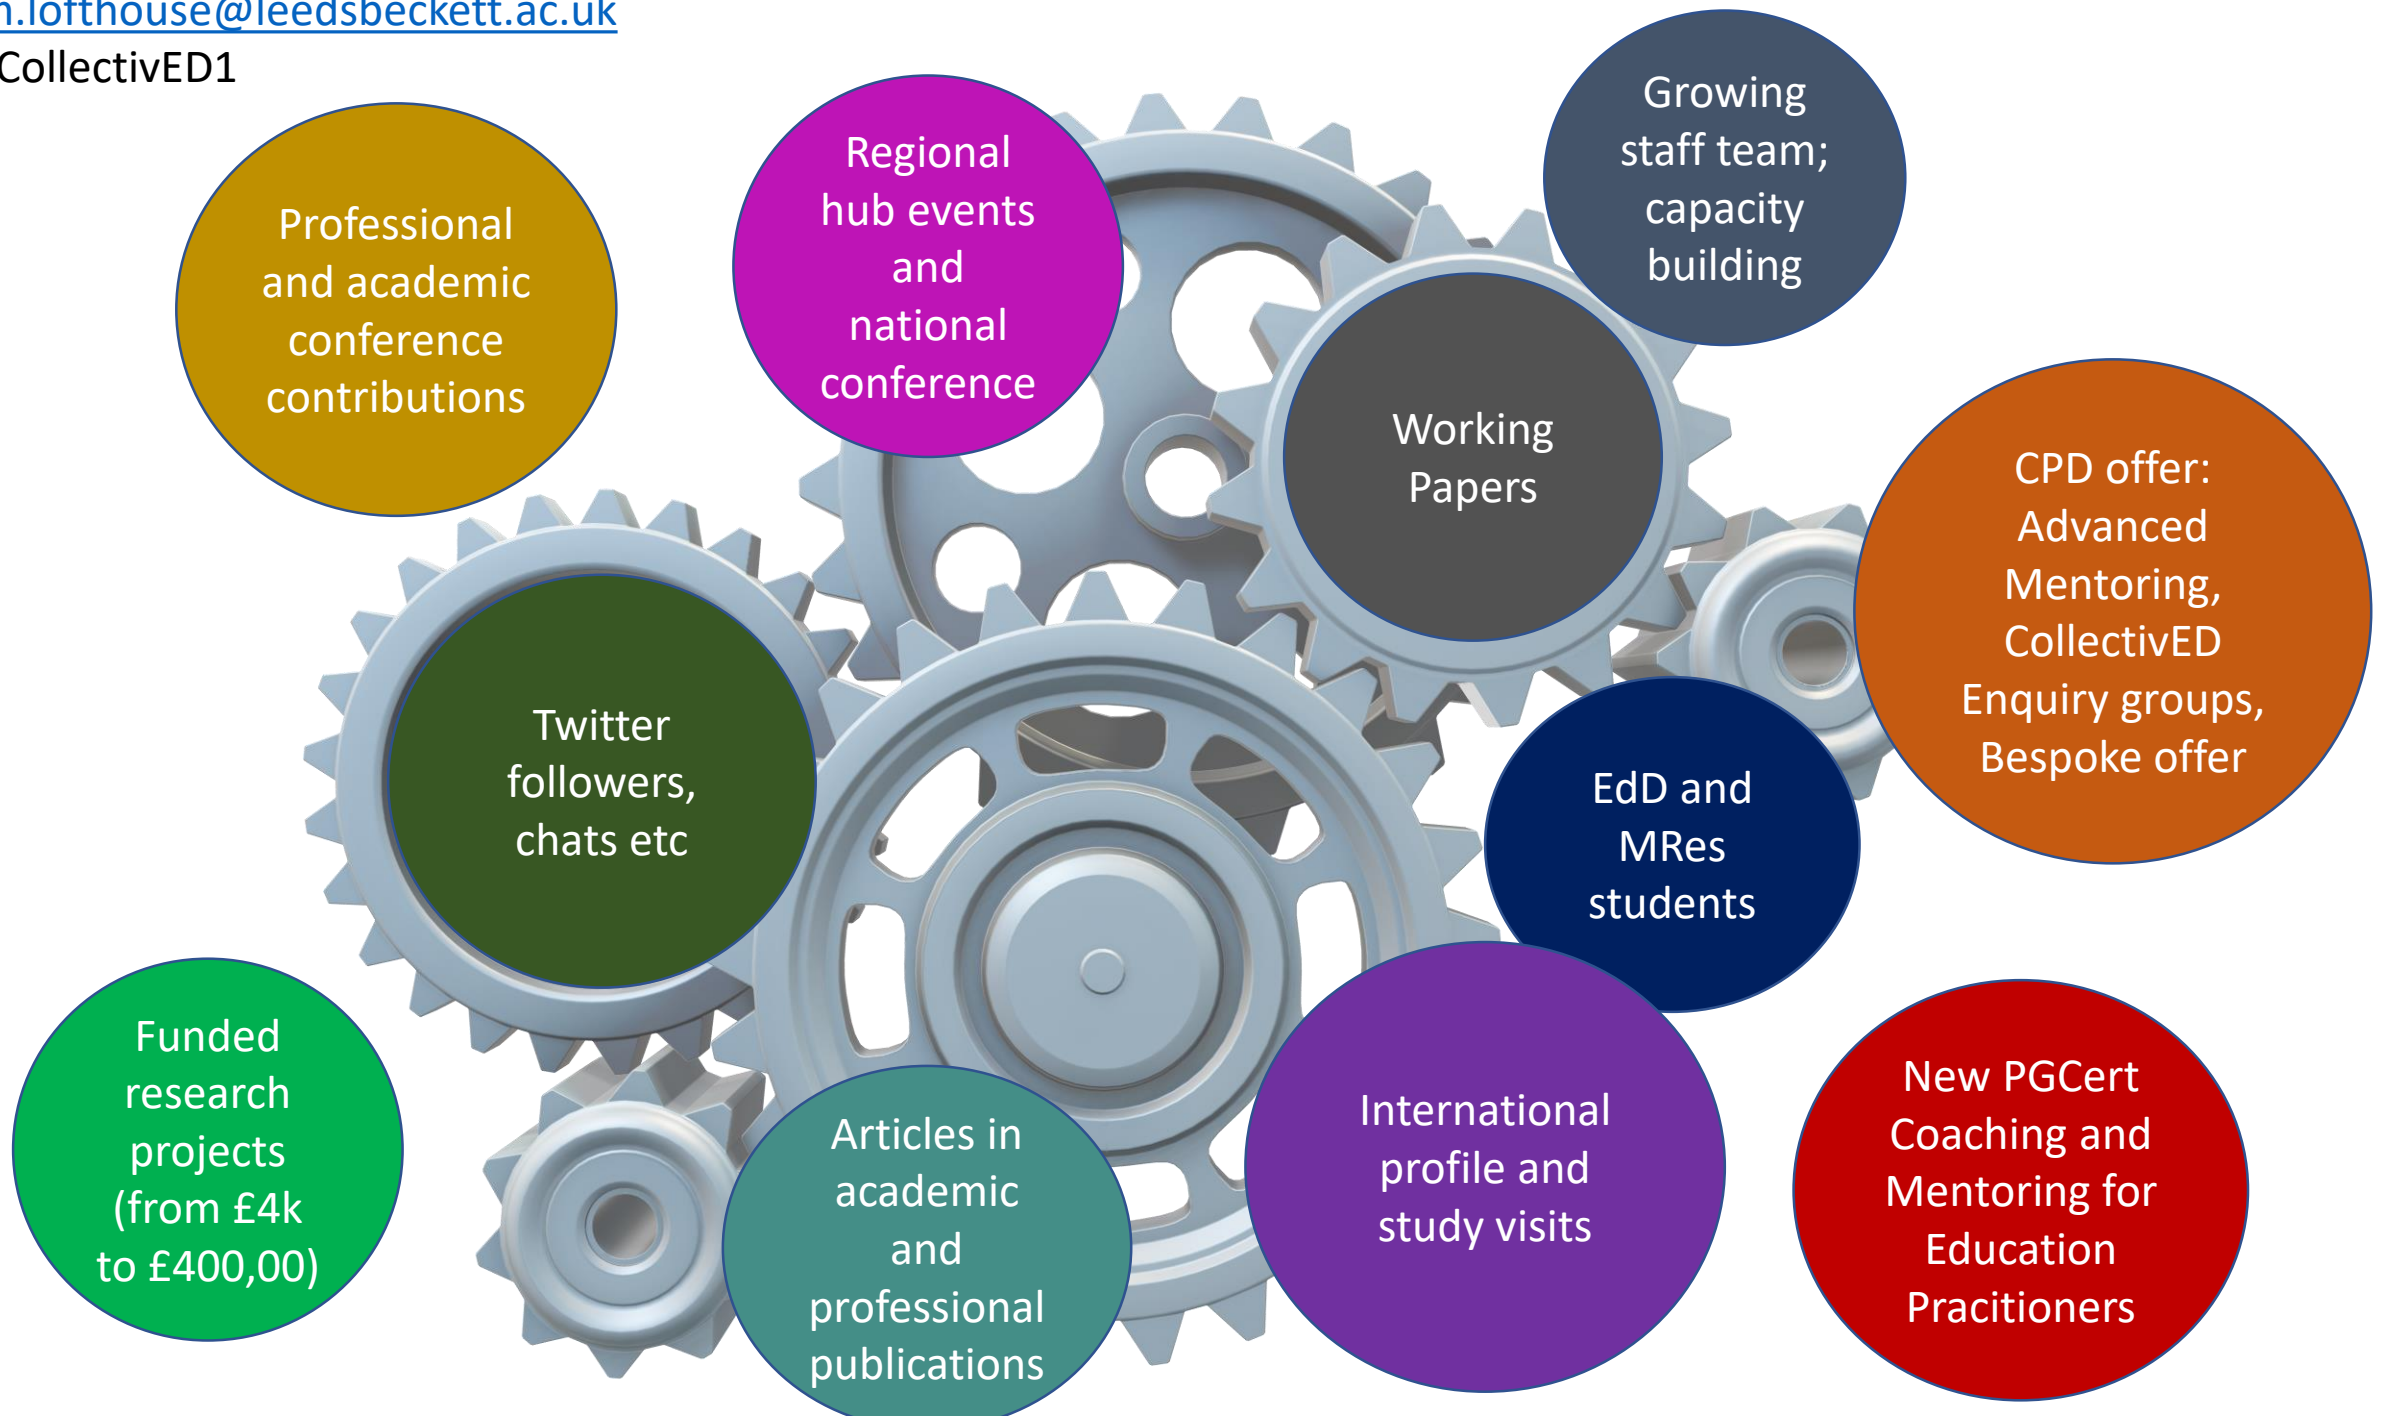 m.lofthouse@leedsbeckett.ac.uk
CollectivED1
Professional
and academic
conference
contributions
Regional
hub events
and
national
conference
Growing
staff team;
capacity
building
Working
Papers
CPD offer:
Advanced
Mentoring,
CollectivED
Enquiry groups,
Bespoke offer
Twitter
followers,
chats etc
EdD and
MRes
students
Funded
research
projects
(from £4k
to £400,00)
Articles in
academic
and
professional
publications
International
profile and
study visits
New PGCert
Coaching and
Mentoring for
Education
Pracitioners